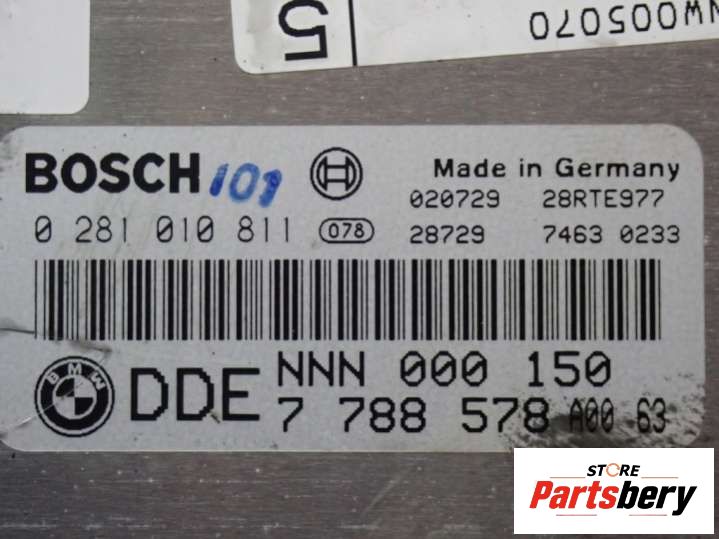 5
NW005070
BOSCH 101
Made in Germany
020729 28RTE977
0 281 010 811 078 28729 7463 0233
BMW
DDE NNN 000 150
7 788 578 A00 63
STORE
Partsbery